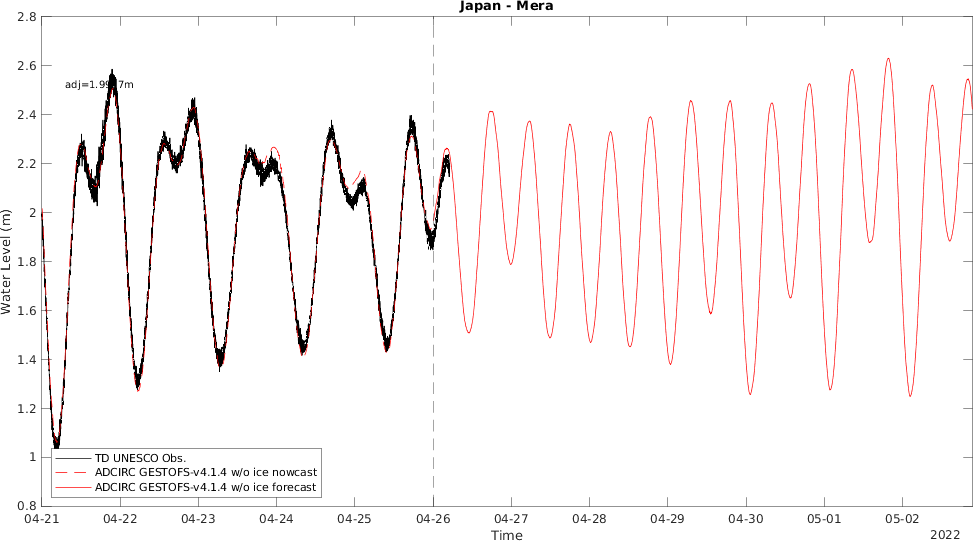 Japan - Mera
2.8
2.6
2.4
2.2
2
1.8
1.6
1.4
1.2
1
0.8
Water Level (m)
TD UNESCO Obs.
ADCIRC GESTOFS-v4.1.4 w/o ice nowcast
ADCIRC GESTOFS-v4.1.4 w/o ice forecast
04-21 04-22 04-23 04-24 04-25 04-26 04-27 04-28 04-29 04-30 05-01 05-02
Time
2022